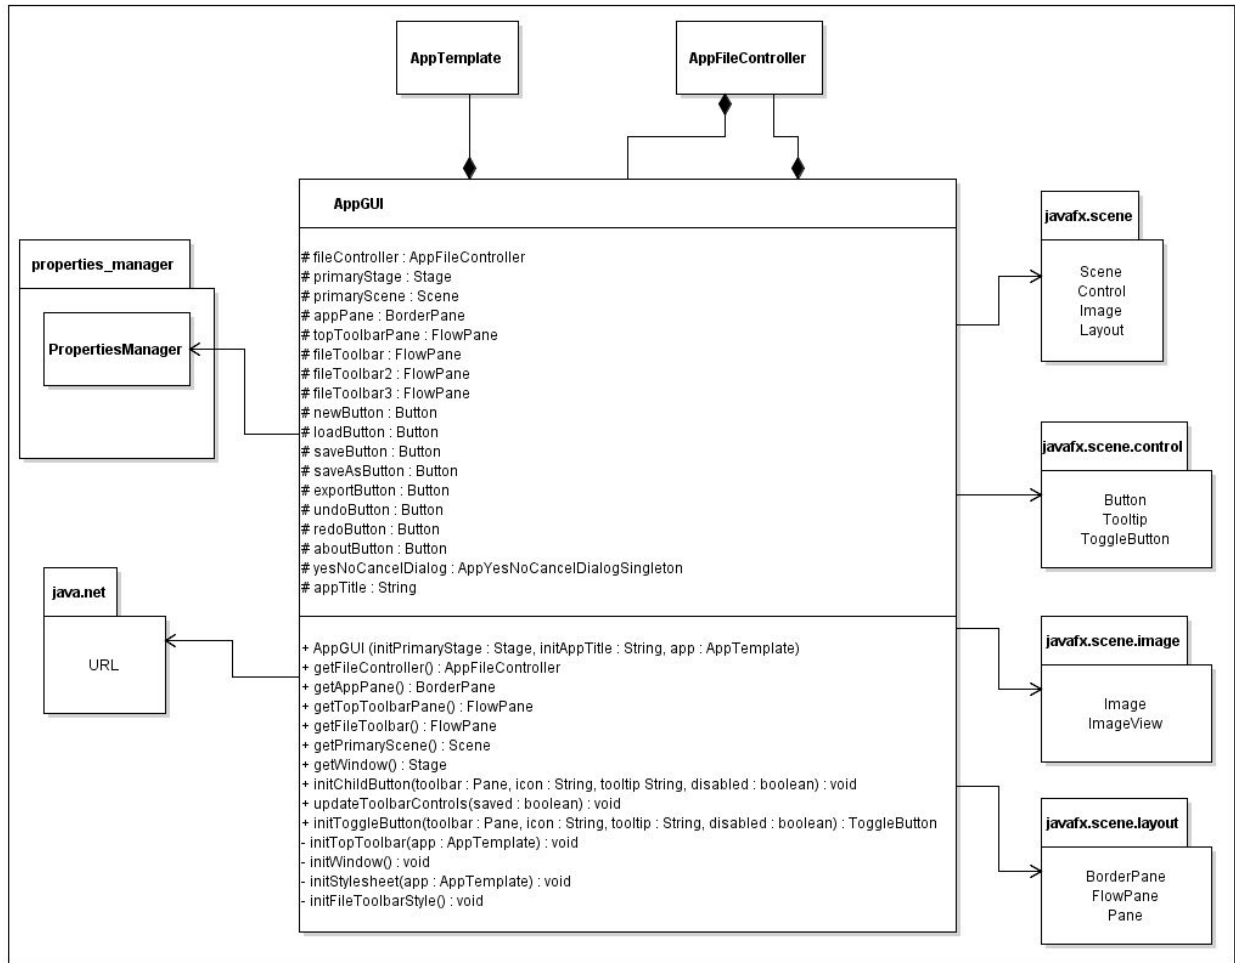 AppTemplate
AppFileController
AppGUI
# fileController : AppFileController
# primaryStage : Stage
# primaryScene : Scene
# appPane : BorderPane
# topToolbarPane : FlowPane
# fileToolbar : FlowPane
# fileToolbar2 : FlowPane
# fileToolbar3 : FlowPane
# newButton : Button
# loadButton : Button
# saveButton : Button
# saveAsButton : Button
# exportButton : Button
# undoButton : Button
# redoButton : Button
# aboutButton : Button
# yesNoCancelDialog : AppYesNoCancelDialogSingleton
# appTitle : String
+ AppGUI (initPrimaryStage : Stage, initAppTitle : String, app : AppTemplate)
+ getFileController() : AppFileController
+ getAppPane() : BorderPane
+ getTopToolbarPane() : FlowPane
+ getFileToolbar() : FlowPane
+ getPrimaryScene() : Scene
+ getWindow() : Stage
+ initChildButton(toolbar : Pane, icon : String, tooltip String, disabled : boolean) : void
+ updateToolbarControls(saved : boolean) : void
+ initToggleButton(toolbar : Pane, icon : String, tooltip : String, disabled : boolean) : ToggleButton
- initTopToolbar(app : AppTemplate) : void
- initWindow() : void
- initStylesheet(app : AppTemplate) : void
- initFileToolbarStyle() : void
properties_manager
PropertiesManager
java.net
URL
javafx.scene
Scene
Control
Image
Layout
javafx.scene.control
Button
Tooltip
ToggleButton
javafx.scene.image
Image
ImageView
javafx.scene.layout
BorderPane
FlowPane
Pane